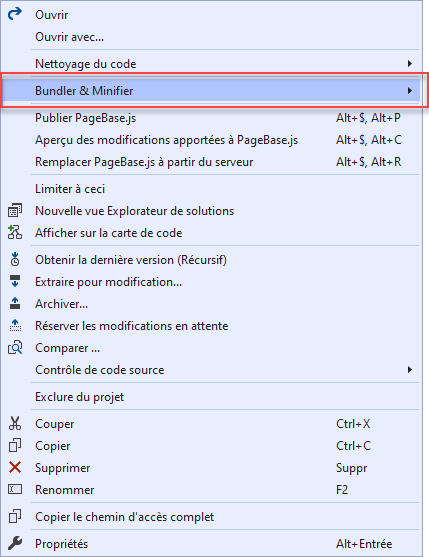 Ouvrir
Ouvrir avec...
Nettoyage du code
Bundler & Minifier
Publier PageBase.js Alt+$, Alt+P
Aperçu des modifications apportées à PageBase.js Alt+$, Alt+C
Remplacer PageBase.js à partir du serveur Alt+$, Alt+R
Limiter à ceci
Nouvelle vue Explorateur de solutions
Afficher sur la carte de code
Obtenir la dernière version (Récursif)
Extraire pour modification...
Archiver...
Réserver les modifications en attente
Comparer ...
Contrôle de code source
Exclure du projet
Couper Ctrl+X
Copier Ctrl+C
Supprimer Suppr
Renommer F2
Copier le chemin d'accès complet
Propriétés Alt+Entrée